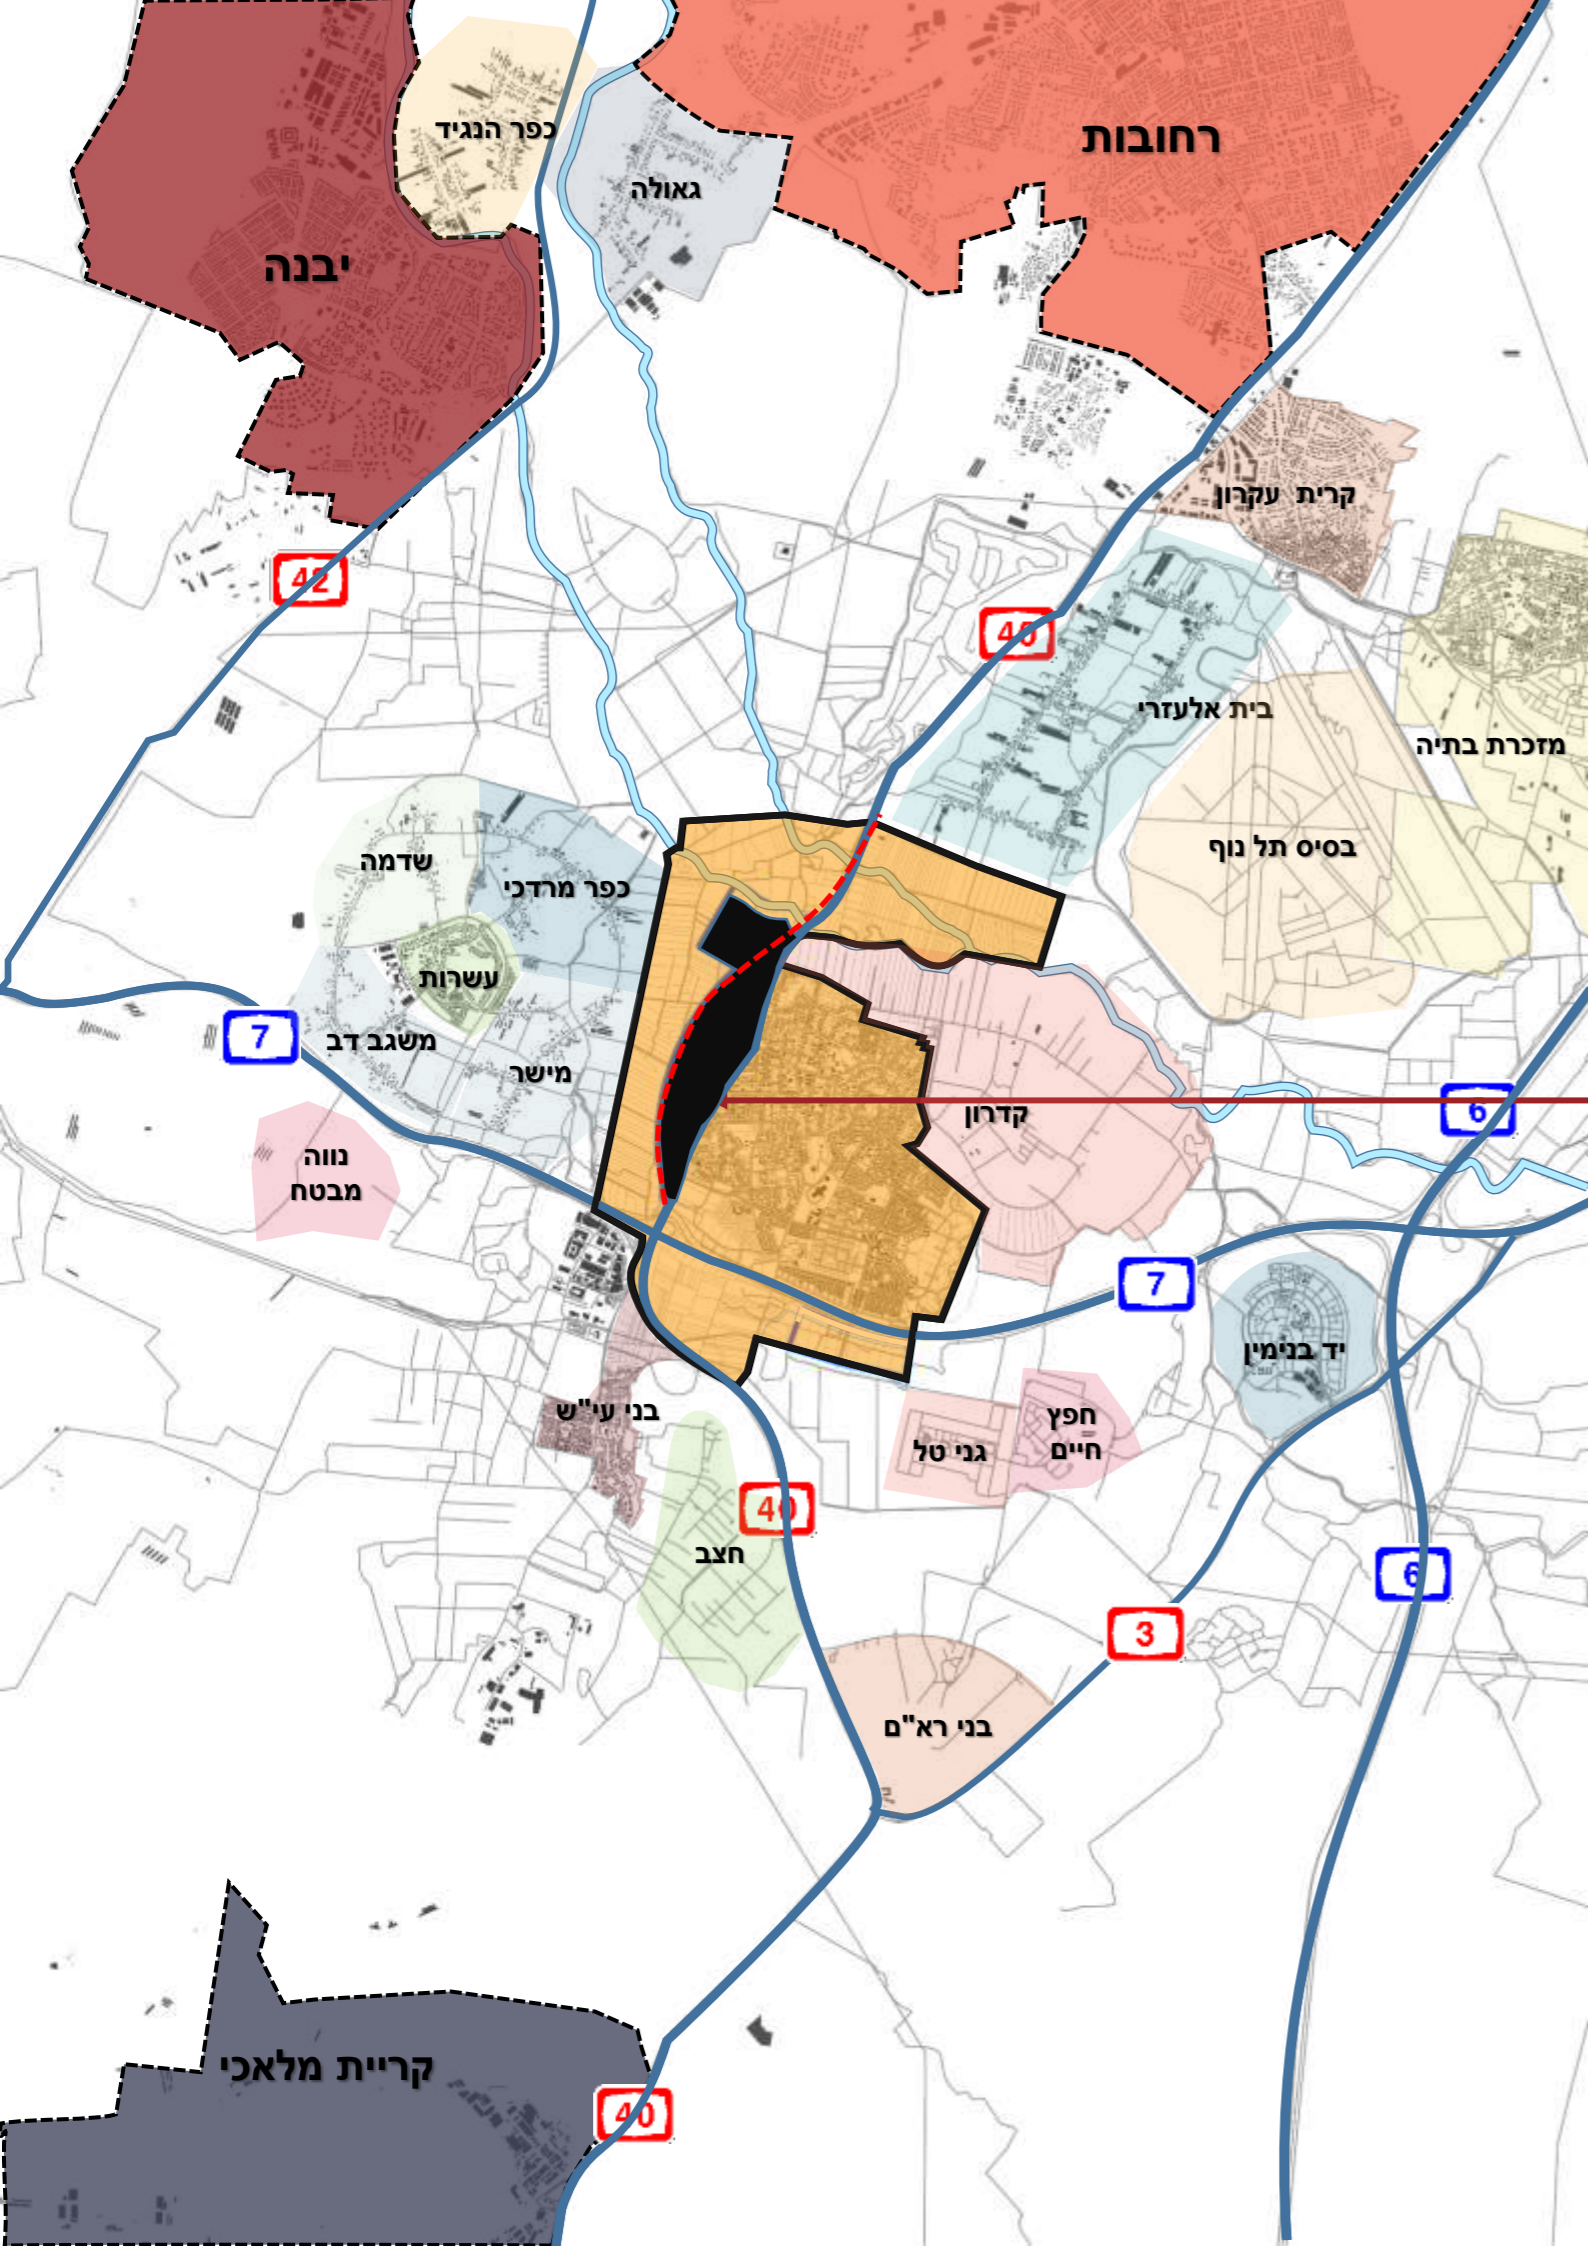 רחובות
כפר הנגיד
גאולה
יבנה
קרית עקרון
42
40
בית אלעזרי
מזכרת בתיה
בסיס תל נוף
שדמה
כפר מרדכי
עשרות
7
משגב דב
מישר
קדרון
6
נווה
מבטח
7
יד בנימין
בני עי"ש
חפץ
חיים
גני טל
40
חצב
6
3
בני רא"ם
קריית מלאכי
40